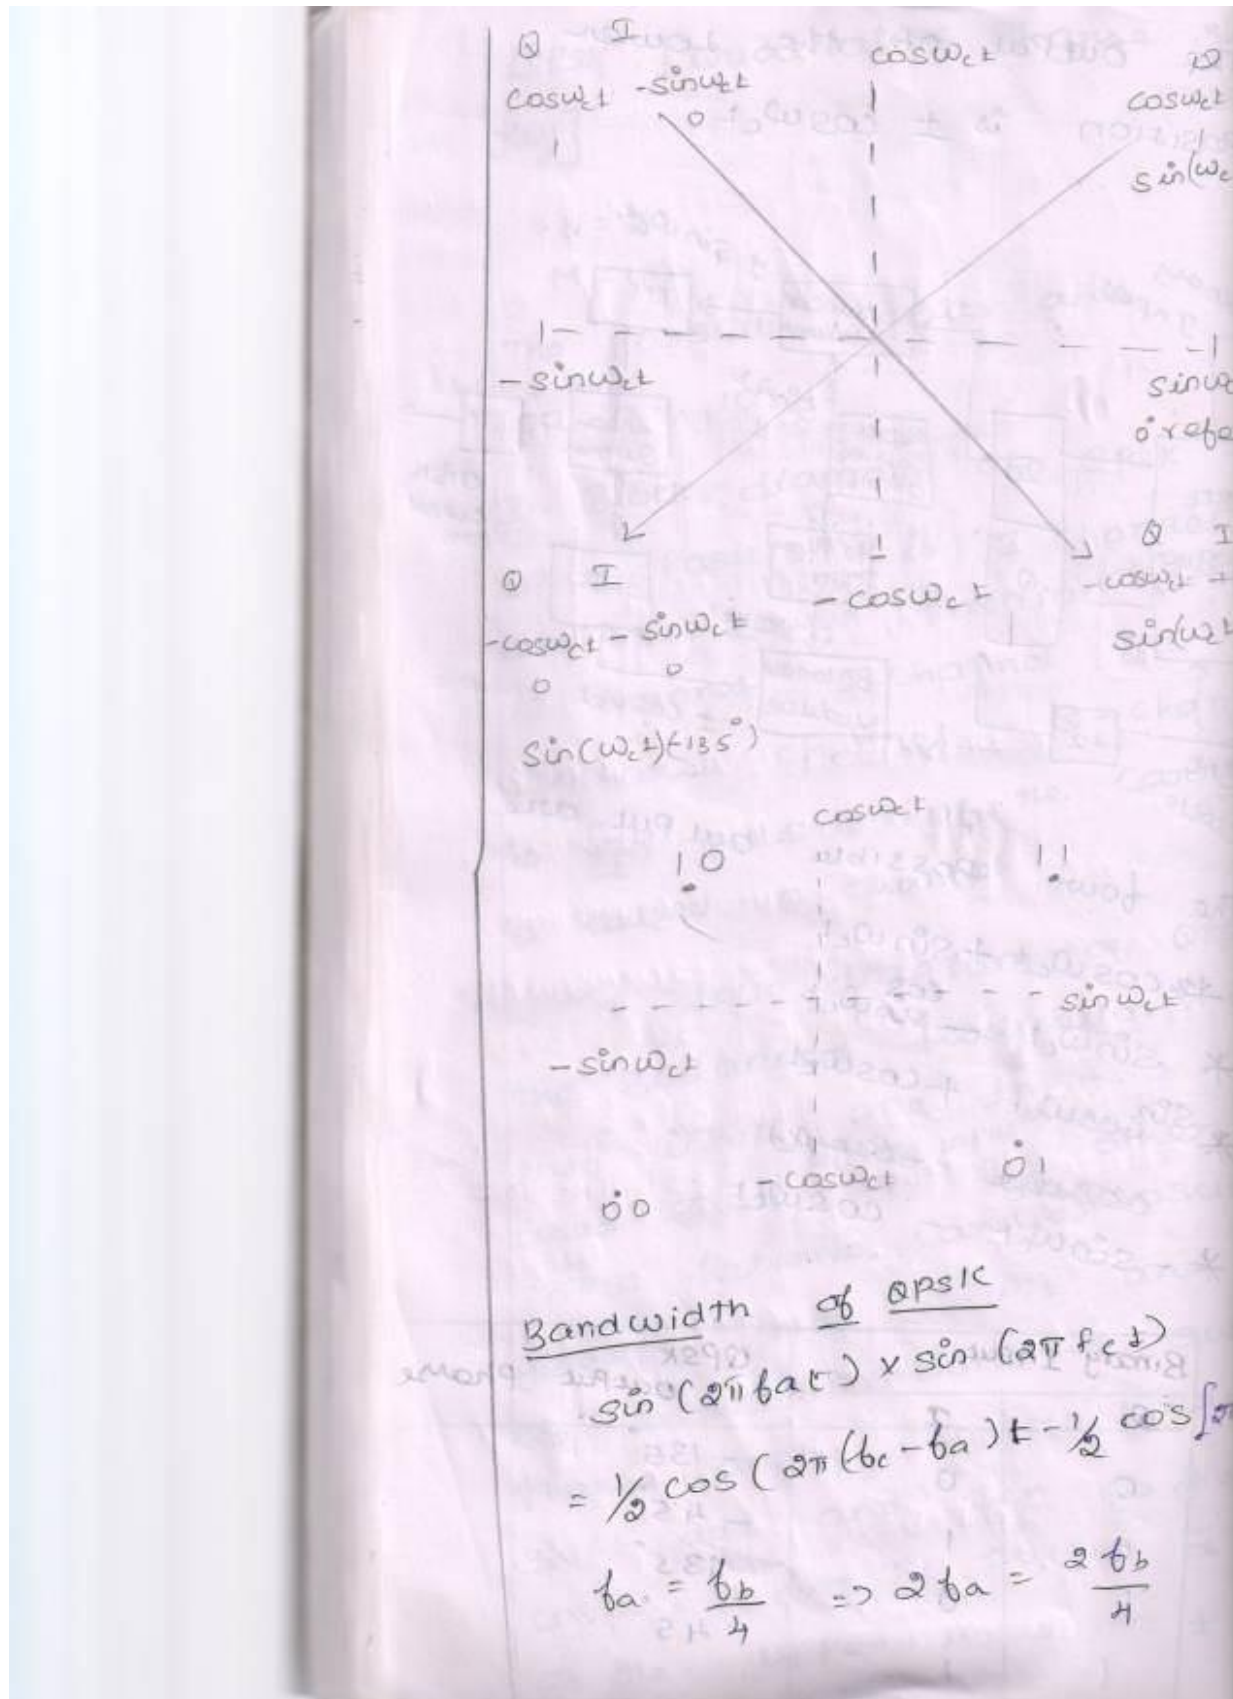 Q I
cosωct -sinωct
1 0
cosωct
cosωct
sin(ωc
-sinωct
sinω
0° refe
Q I
-cosωct - sinωct
0 0
sin(ωct)(-135°)
-cosωct
Q I
-cosωct +
1
sin(ωct
cosωct
10 11
sinωct
-sinωct
-cosωct
00 01
Bandwidth of QPSK
sin(2πfat) x sin(2πfct)
= 1/2 cos(2π(fc-fa)t - 1/2 cos[2π
fa = fb/4 => 2fa = 2fb/4